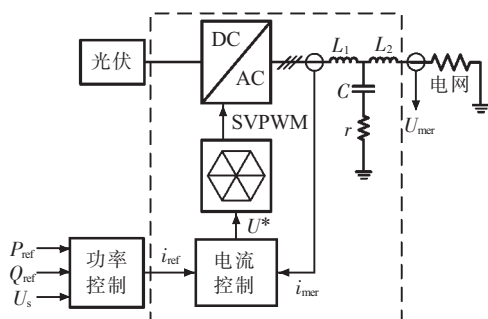 光伏
DC
AC
L1
L2
C
r
电网
Umer
SVPWM
U*
Pref
Qref
Us
功率
控制
iref
电流
控制
imer